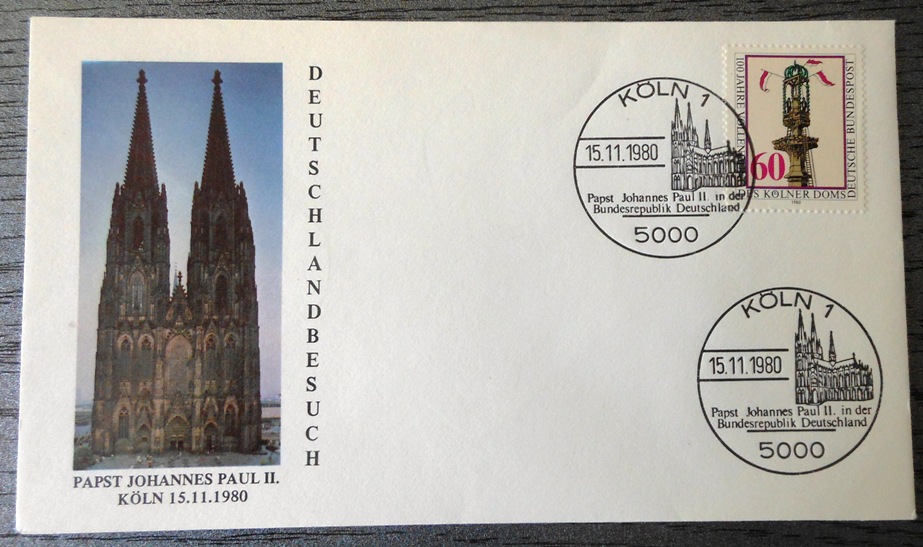 DEUTSCHLANDBESUCH
PAPST JOHANNES PAUL II.
KÖLN 15.11.1980
KÖLN 1
15.11.1980
Papst Johannes Paul II. in der
Bundesrepublik Deutschland
5000
100 JAHRE
DES KÖLNER DOMS
DEUTSCHE BUNDESPOST
60
1980
KÖLN 1
15.11.1980
Papst Johannes Paul II. in der
Bundesrepublik Deutschland
5000